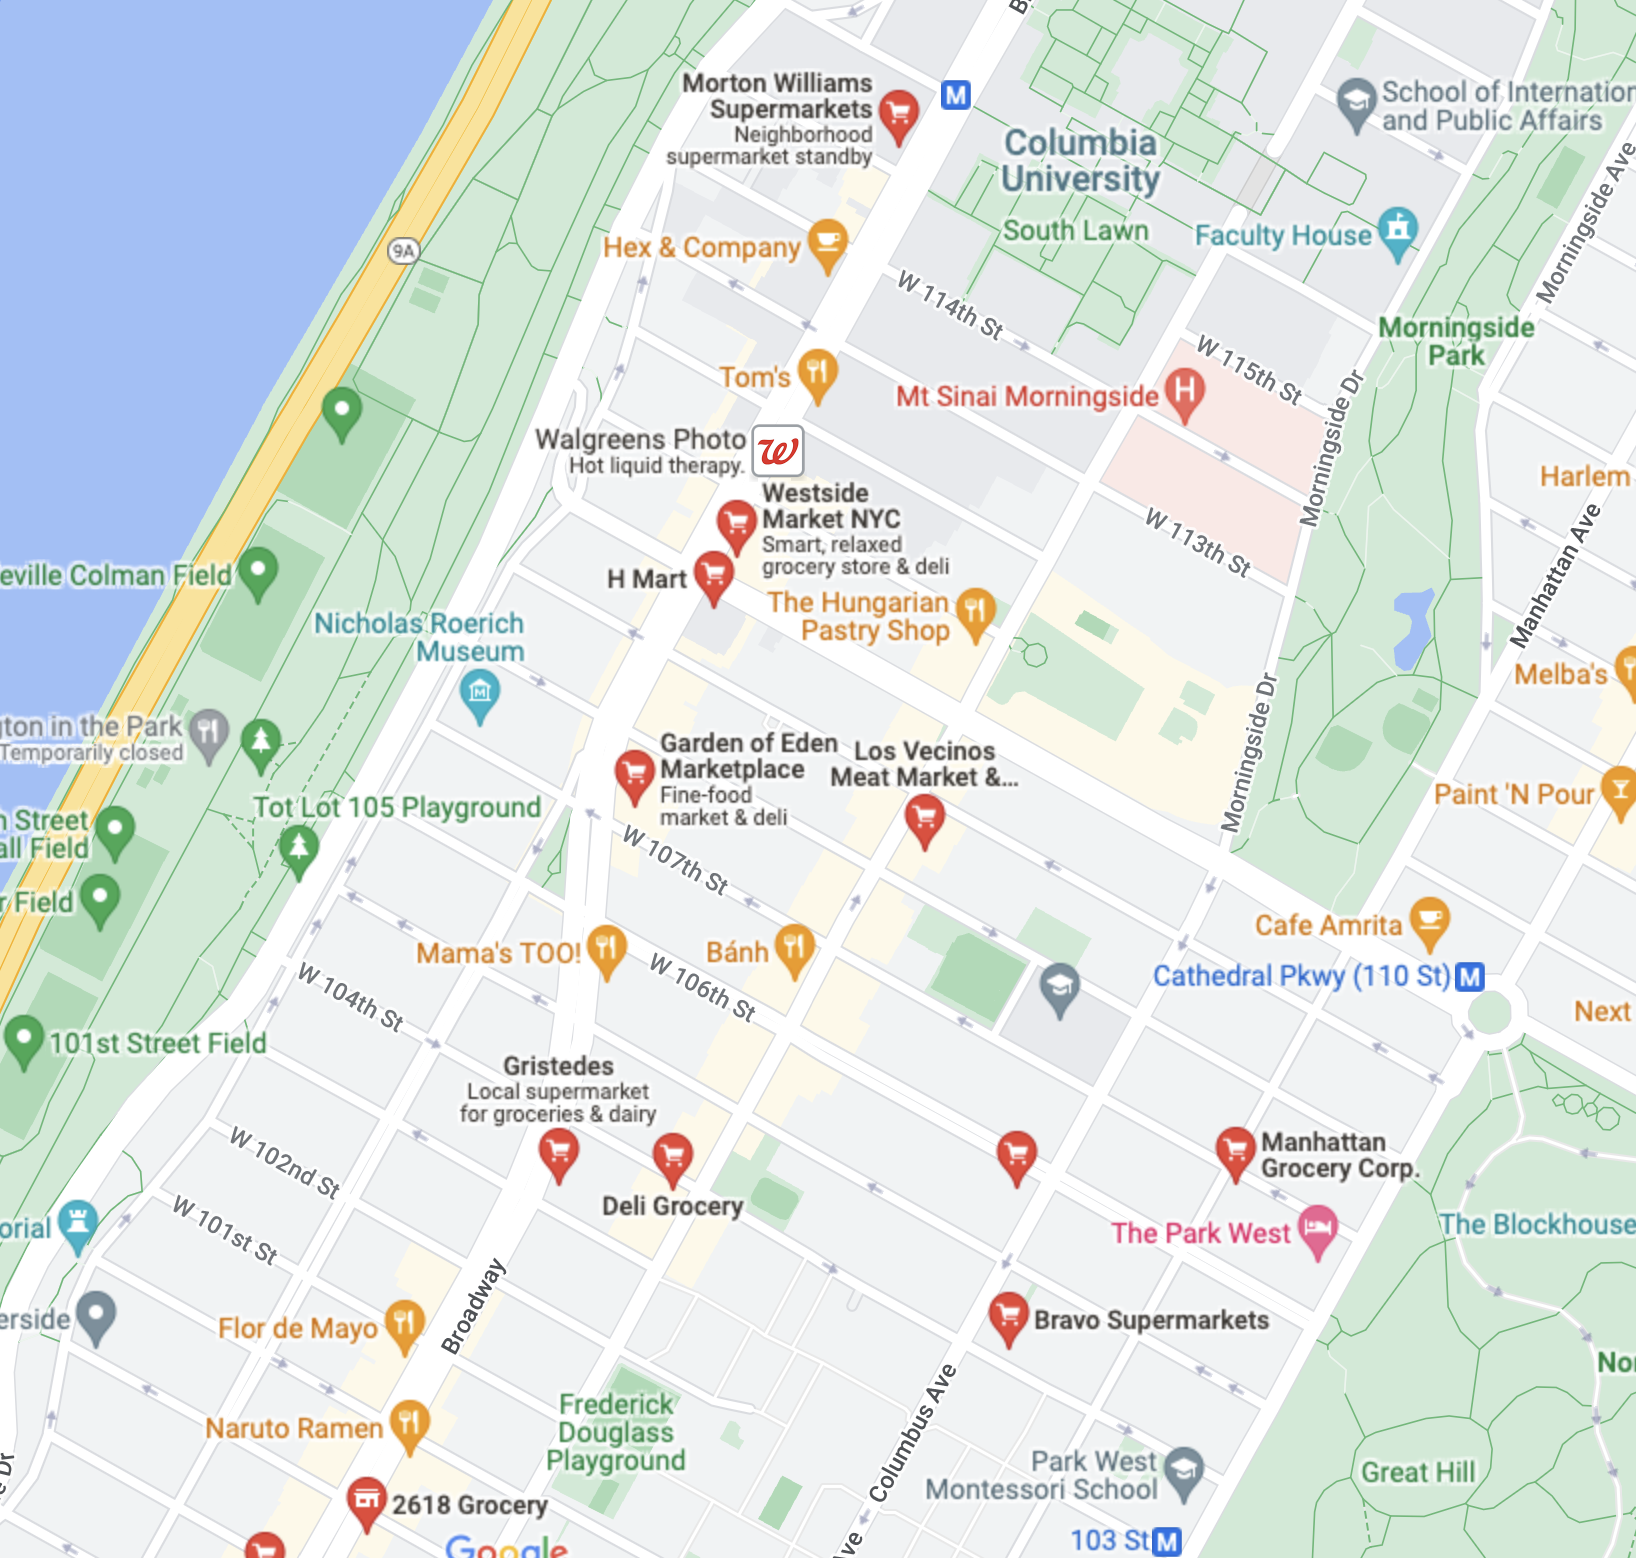 B
Morton Williams
Supermarkets
Neighborhood
supermarket standby
M
School of Internation
and Public Affairs
Columbia
University
South Lawn
Faculty House
Morningside Ave
Hex & Company
9A
W 114th St
Morningside
Park
W 115th St
Tom's
Mt Sinai Morningside
H
Morningside Dr
Walgreens Photo
Hot liquid therapy.
W
Harlem
Westside
Market NYC
Smart, relaxed
grocery store & deli
W 113th St
Manhattan Ave
H Mart
eville Colman Field
The Hungarian
Pastry Shop
Nicholas Roerich
Museum
M
Melba's
gton in the Park
Temporarily closed
Morningside Dr
Garden of Eden
Marketplace
Fine-food
market & deli
Los Vecinos
Meat Market &...
Paint 'N Pour
Tot Lot 105 Playground
n Street
all Field
W 107th St
r Field
Cafe Amrita
Mama's TOO!
Bánh
Cathedral Pkwy (110 St)
M
W 106th St
W 104th St
Next
101st Street Field
Gristedes
Local supermarket
for groceries & dairy
Manhattan
Grocery Corp.
W 102nd St
Deli Grocery
W 101st St
orial
The Park West
The Blockhouse
Broadway
erside
Flor de Mayo
Bravo Supermarkets
Nor
Columbus Ave
Frederick
Douglass
Playground
Naruto Ramen
Park West
Montessori School
Great Hill
e Dr
2618 Grocery
103 St
M
Ave
Google